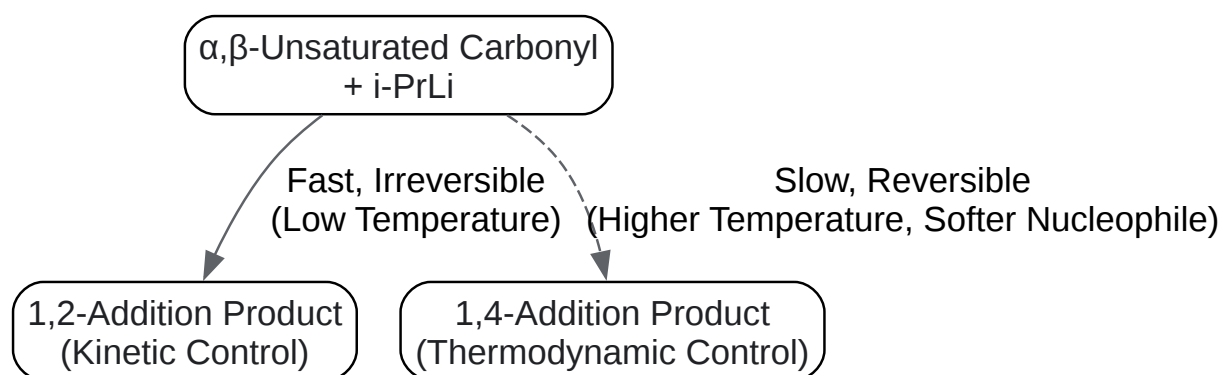 α,β-Unsaturated Carbonyl
+ i-PrLi
Fast, Irreversible
(Low Temperature)
Slow, Reversible
(Higher Temperature, Softer Nucleophile)
1,2-Addition Product
(Kinetic Control)
1,4-Addition Product
(Thermodynamic Control)